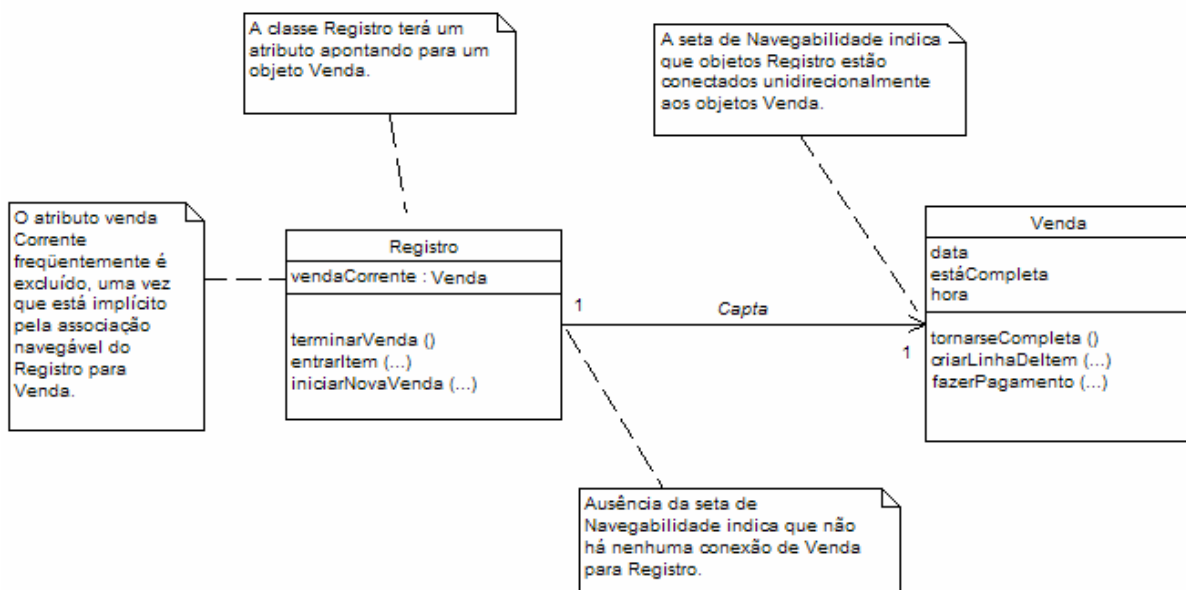 A classe Registro terá um
atributo apontando para um
objeto Venda.
A seta de Navegabilidade indica
que objetos Registro estão
conectados unidirecionalmente
aos objetos Venda.
O atributo venda
Corrente
freqüentemente é
excluído, uma vez
que está implícito
pela associação
navegável do
Registro para
Venda.
Registro
vendaCorrente : Venda
terminarVenda ()
entrarItem (...)
iniciarNovaVenda (...)
1
Capta
1
Venda
data
estáCompleta
hora
tornarseCompleta ()
criarLinhaDeItem (...)
fazerPagamento (...)
Ausência da seta de
Navegabilidade indica que não
há nenhuma conexão de Venda
para Registro.